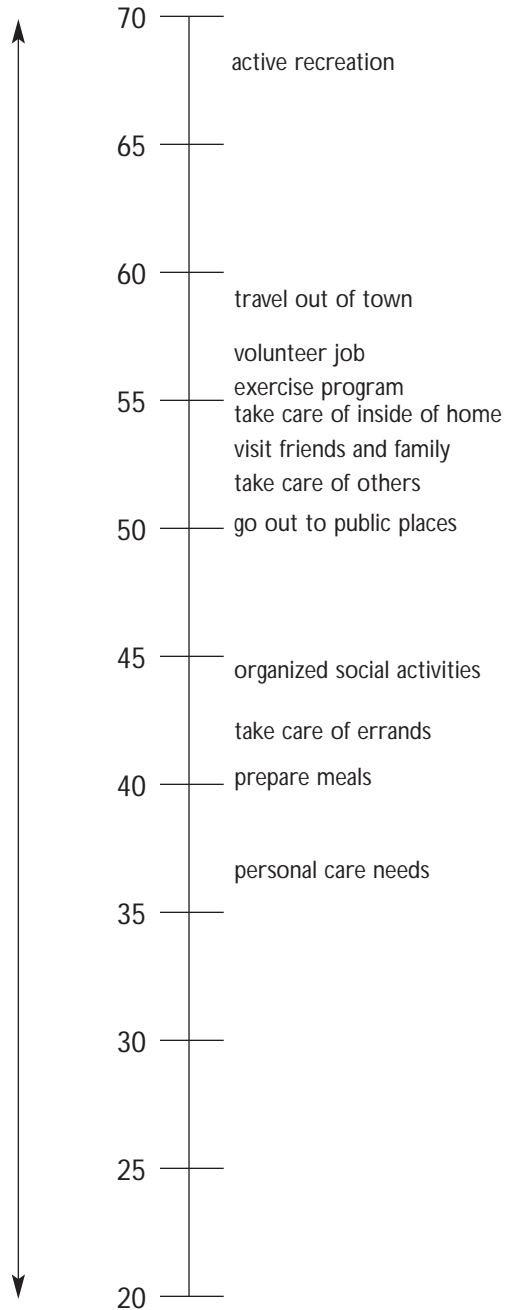 70
active recreation
65
60
travel out of town
volunteer job
exercise program
55
take care of inside of home
visit friends and family
take care of others
50
go out to public places
45
organized social activities
take care of errands
40
prepare meals
personal care needs
35
30
25
20